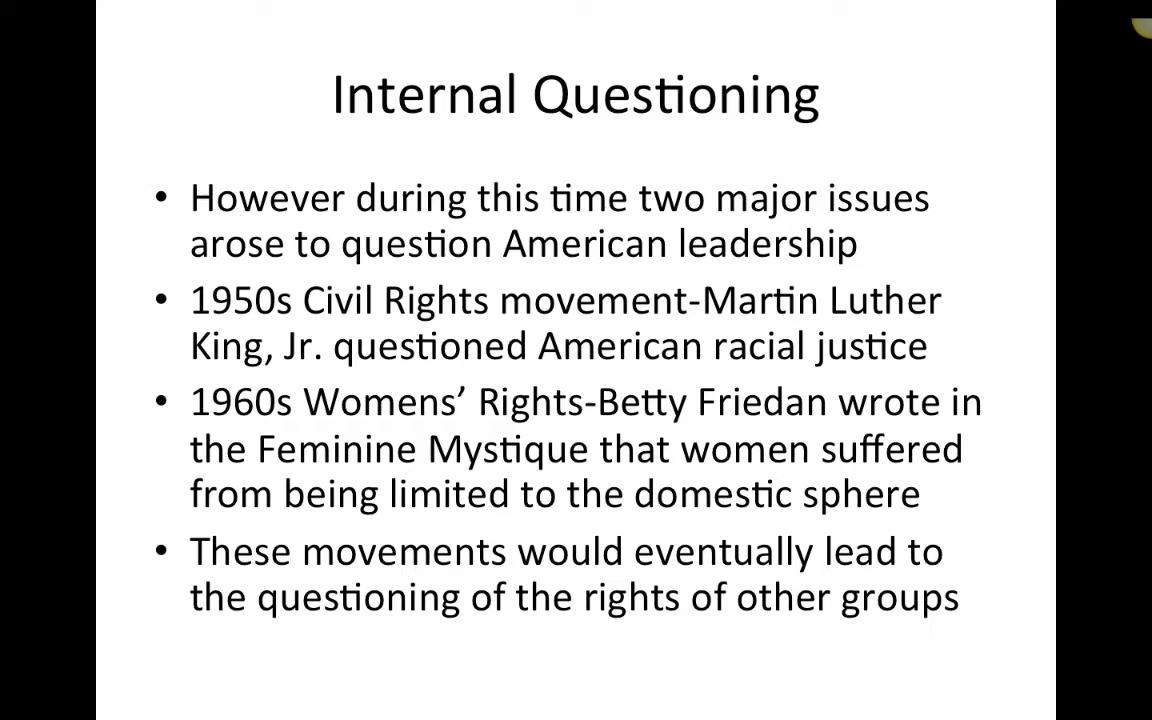 Internal Questioning
• However during this time two major issues
arose to question American leadership
• 1950s Civil Rights movement-Martin Luther
King, Jr. questioned American racial justice
• 1960s Womens’ Rights-Betty Friedan wrote in
the Feminine Mystique that women suffered
from being limited to the domestic sphere
• These movements would eventually lead to
the questioning of the rights of other groups